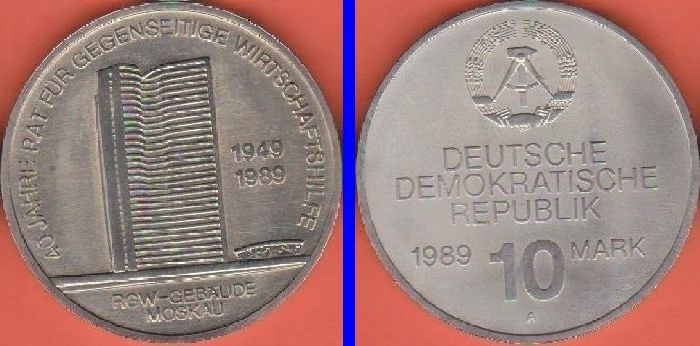 40 JAHRE RAT FÜR GEGENSEITIGE WIRTSCHAFTSHILFE
1949
1989
RGW-GEBÄUDE
MOSKAU
DEUTSCHE
DEMOKRATISCHE
REPUBLIK
1989 10 MARK
A